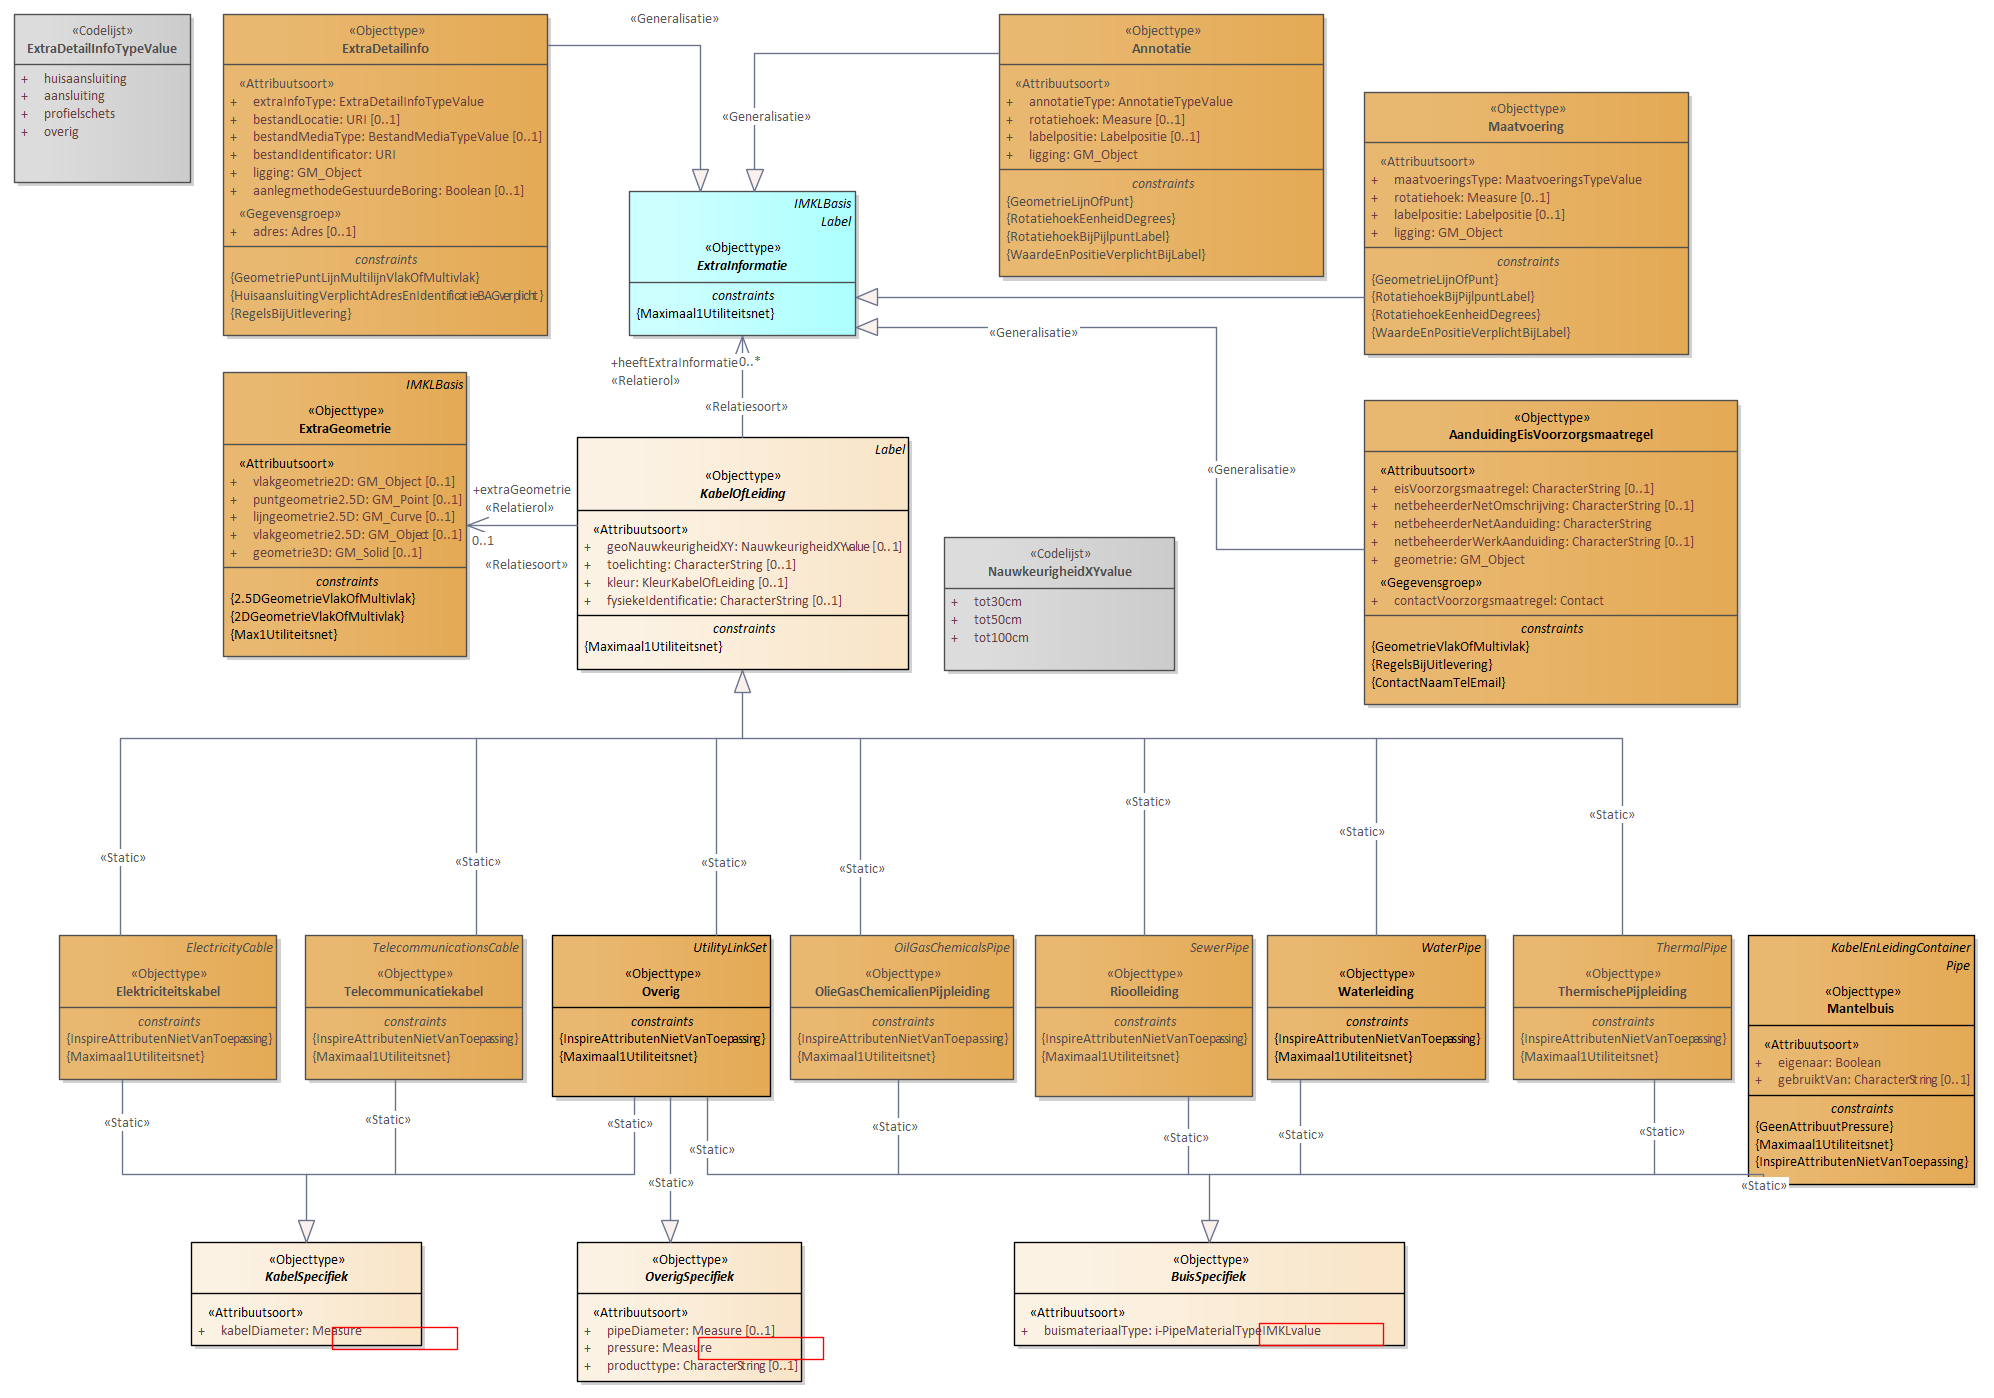 «Codelijst»
ExtraDetailInfoTypeValue
+ huisaansluiting
+ aansluiting
+ profielschets
+ overig
«Objecttype»
ExtraDetailinfo
«Attribuutsoort»
+ extraInfoType: ExtraDetailInfoTypeValue
+ bestandLocatie: URI [0..1]
+ bestandMediaType: BestandMediaTypeValue [0..1]
+ bestandIdentificator: URI
+ ligging: GM_Object
+ aanlegmethodeGestuurdeBoring: Boolean [0..1]
«Gegevensgroep»
+ adres: Adres [0..1]
constraints
{GeometriePuntLijnMultilijnVlakOfMultivlak}
{HuisaansluitingVerplichtAdresEnIdentificatieBAGverplicht}
{RegelsBijUitlevering}
«Generalisatie»
«Generalisatie»
«Objecttype»
Annotatie
«Attribuutsoort»
+ annotatieType: AnnotatieTypeValue
+ rotatiehoek: Measure [0..1]
+ labelpositie: Labelpositie [0..1]
+ ligging: GM_Object
constraints
{GeometrieLijnOfPunt}
{RotatiehoekEenheidDegrees}
{RotatiehoekBijPijlpuntLabel}
{WaardeEnPositieVerplichtBijLabel}
«Objecttype»
Maatvoering
«Attribuutsoort»
+ maatvoeringsType: MaatvoeringsTypeValue
+ rotatiehoek: Measure [0..1]
+ labelpositie: Labelpositie [0..1]
+ ligging: GM_Object
constraints
{GeometrieLijnOfPunt}
{RotatiehoekBijPijlpuntLabel}
{RotatiehoekEenheidDegrees}
{WaardeEnPositieVerplichtBijLabel}
IMKLBasis
Label
«Objecttype»
ExtraInformatie
constraints
{Maximaal1Utiliteitsnet}
«Generalisatie»
«Generalisatie»
+heeftExtraInformatie 0..*
«Relatierol»
«Relatiesoort»
IMKLBasis
«Objecttype»
ExtraGeometrie
«Attribuutsoort»
+ vlakgeometrie2D: GM_Object [0..1]
+ puntgeometrie2.5D: GM_Point [0..1]
+ lijngeometrie2.5D: GM_Curve [0..1]
+ vlakgeometrie2.5D: GM_Object [0..1]
+ geometrie3D: GM_Solid [0..1]
constraints
{2.5DGeometrieVlakOfMultivlak}
{2DGeometrieVlakOfMultivlak}
{Max1Utiliteitsnet}
+extraGeometrie
«Relatierol»
0..1
«Relatiesoort»
Label
«Objecttype»
KabelOfLeiding
«Attribuutsoort»
+ geoNauwkeurigheidXY: NauwkeurigheidXYvalue [0..1]
+ toelichting: CharacterString [0..1]
+ kleur: KleurKabelOfLeiding [0..1]
+ fysiekeIdentificatie: CharacterString [0..1]
constraints
{Maximaal1Utiliteitsnet}
«Codelijst»
NauwkeurigheidXYvalue
+ tot30cm
+ tot50cm
+ tot100cm
«Objecttype»
AanduidingEisVoorzorgsmaatregel
«Attribuutsoort»
+ eisVoorzorgsmaatregel: CharacterString [0..1]
+ netbeheerderNetOmschrijving: CharacterString [0..1]
+ netbeheerderNetAanduiding: CharacterString
+ netbeheerderWerkAanduiding: CharacterString [0..1]
+ geometrie: GM_Object
«Gegevensgroep»
+ contactVoorzorgsmaatregel: Contact
constraints
{GeometrieVlakOfMultivlak}
{RegelsBijUitlevering}
{ContactNaamTelEmail}
«Static»
«Static»
«Static»
«Static»
«Static»
«Static»
«Static»
ElectricityCable
«Objecttype»
Elektriciteitskabel
constraints
{InspireAttributenNietVanToepassing}
{Maximaal1Utiliteitsnet}
TelecommunicationsCable
«Objecttype»
Telecommunicatiekabel
constraints
{InspireAttributenNietVanToepassing}
{Maximaal1Utiliteitsnet}
UtilityLinkSet
«Objecttype»
Overig
constraints
{InspireAttributenNietVanToepassing}
{Maximaal1Utiliteitsnet}
OilGasChemicalsPipe
«Objecttype»
OlieGasChemicalienPijpleiding
constraints
{InspireAttributenNietVanToepassing}
{Maximaal1Utiliteitsnet}
SewerPipe
«Objecttype»
Rioolleiding
constraints
{InspireAttributenNietVanToepassing}
{Maximaal1Utiliteitsnet}
WaterPipe
«Objecttype»
Waterleiding
constraints
{InspireAttributenNietVanToepassing}
{Maximaal1Utiliteitsnet}
ThermalPipe
«Objecttype»
ThermischePijpleiding
constraints
{InspireAttributenNietVanToepassing}
{Maximaal1Utiliteitsnet}
KabelEnLeidingContainer
Pipe
«Objecttype»
Mantelbuis
«Attribuutsoort»
+ eigenaar: Boolean
+ gebruiktVan: CharacterString [0..1]
constraints
{GeenAttribuutPressure}
{Maximaal1Utiliteitsnet}
{InspireAttributenNietVanToepassing}
«Static»
«Static»
«Static»
«Static»
«Static»
«Static»
«Static»
«Static»
«Static»
«Static»
«Objecttype»
KabelSpecifiek
«Attribuutsoort»
+ kabelDiameter: Measure
«Objecttype»
OverigSpecifiek
«Attribuutsoort»
+ pipeDiameter: Measure [0..1]
+ pressure: Measure
+ producttype: CharacterString [0..1]
«Objecttype»
BuisSpecifiek
«Attribuutsoort»
+ buismateriaalType: i-PipeMaterialTypeIMKLvalue